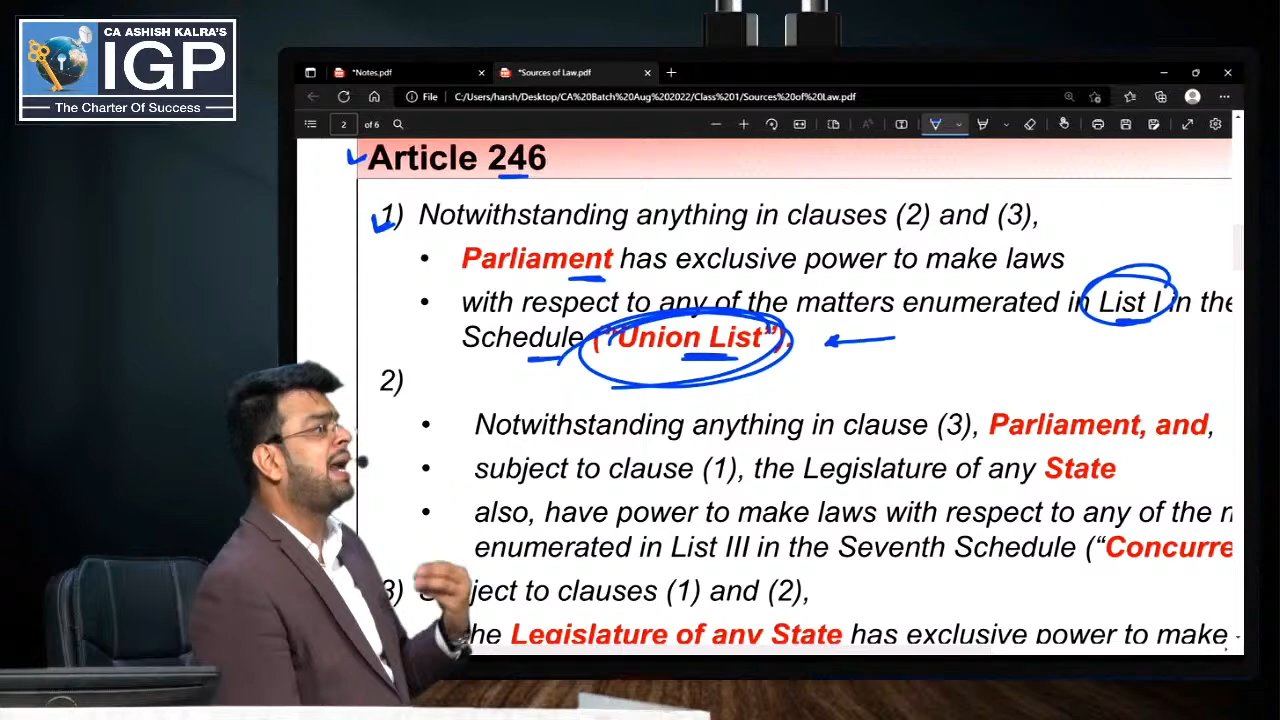 CA ASHISH KALRA'S
IGP
The Charter Of Success
*Notes.pdf
*Sources of Law.pdf
File
C:/Users/harsh/Desktop/CA%20Batch%20Aug%202022/Class%201/Sources%20of%20Law.pdf
2 of 6
Article 246
1) Notwithstanding anything in clauses (2) and (3),
• Parliament has exclusive power to make laws
• with respect to any of the matters enumerated in List I in the
Schedule (“Union List”).
2)
• Notwithstanding anything in clause (3), Parliament, and,
• subject to clause (1), the Legislature of any State
• also, have power to make laws with respect to any of the
enumerated in List III in the Seventh Schedule (“Concurre
3) Subject to clauses (1) and (2),
the Legislature of any State has exclusive power to make